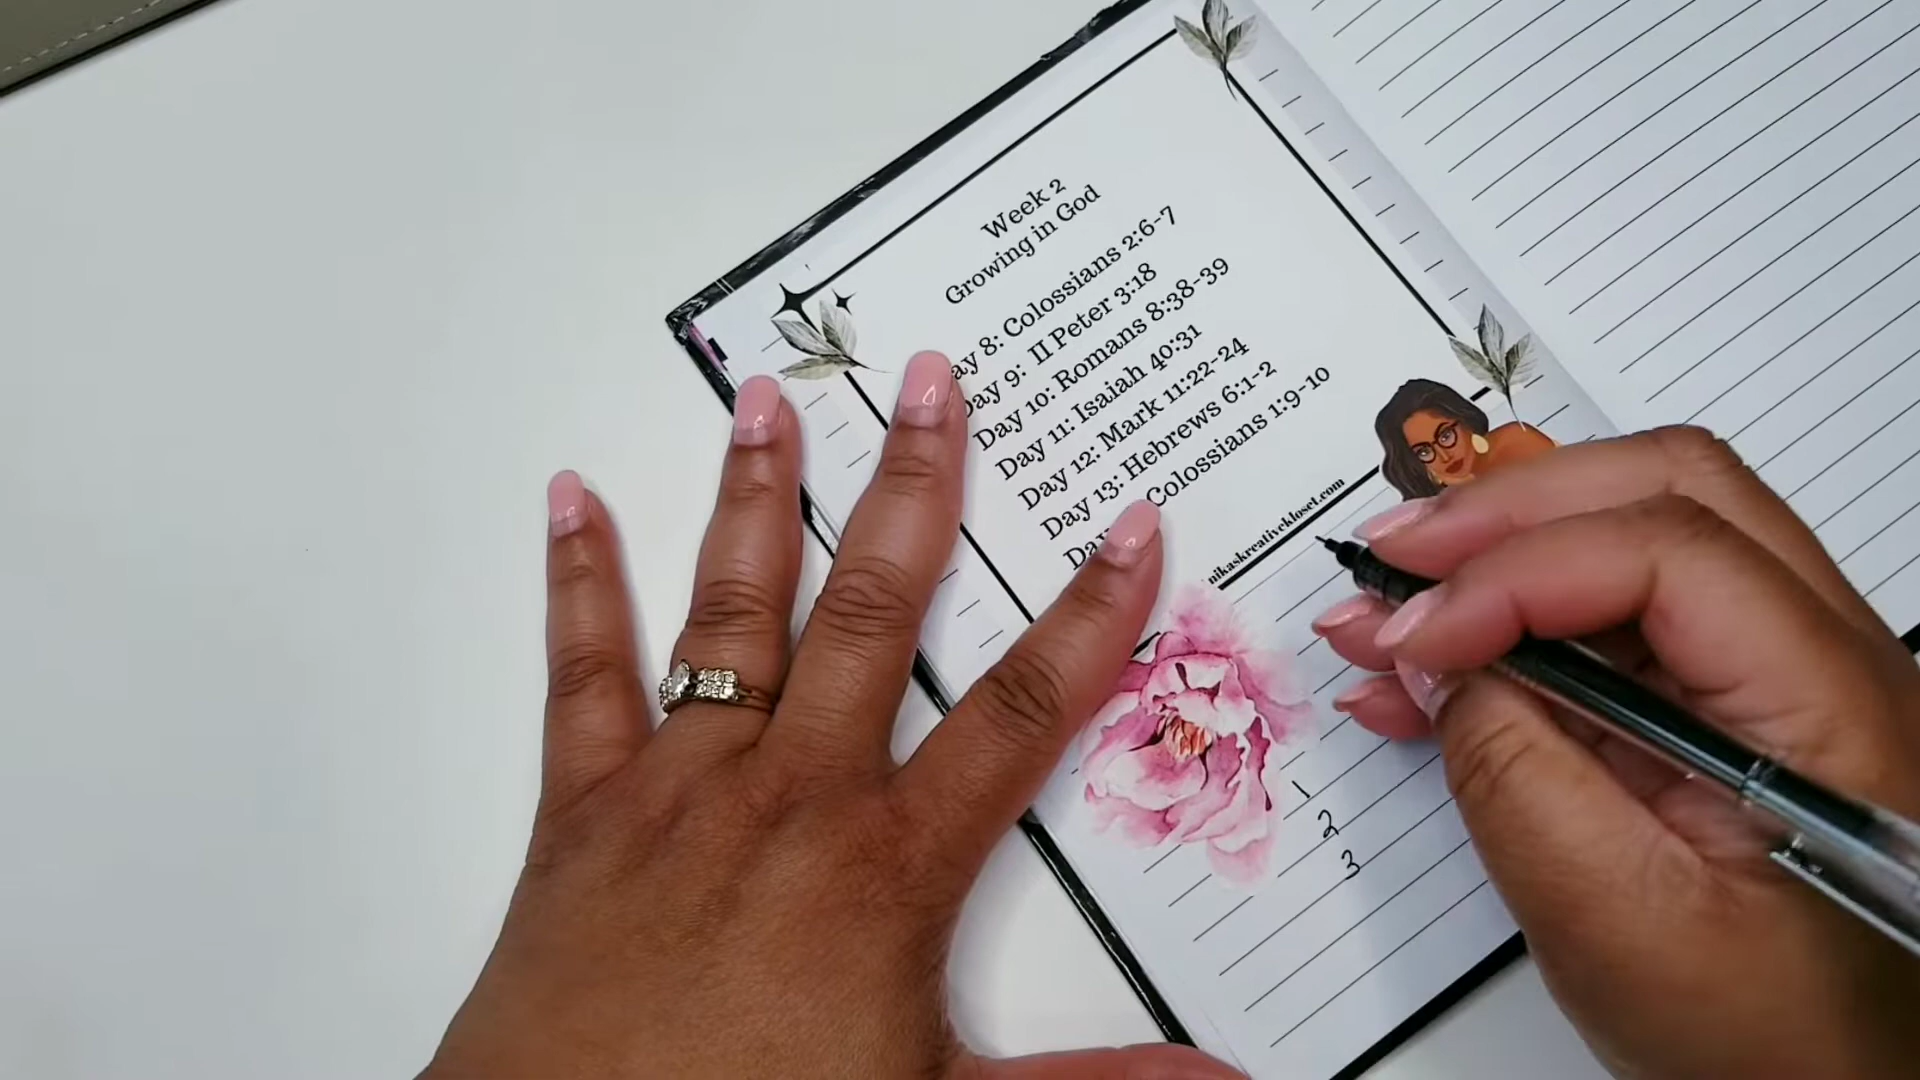 Week 2
Growing in God
ay 8: Colossians 2:6-7
Day 9: II Peter 3:18
Day 10: Romans 8:38-39
Day 11: Isaiah 40:31
Day 12: Mark 11:22-24
Day 13: Hebrews 6:1-2
Day Colossians 1:9-10
nikaskreativekloset.com
1
2
3